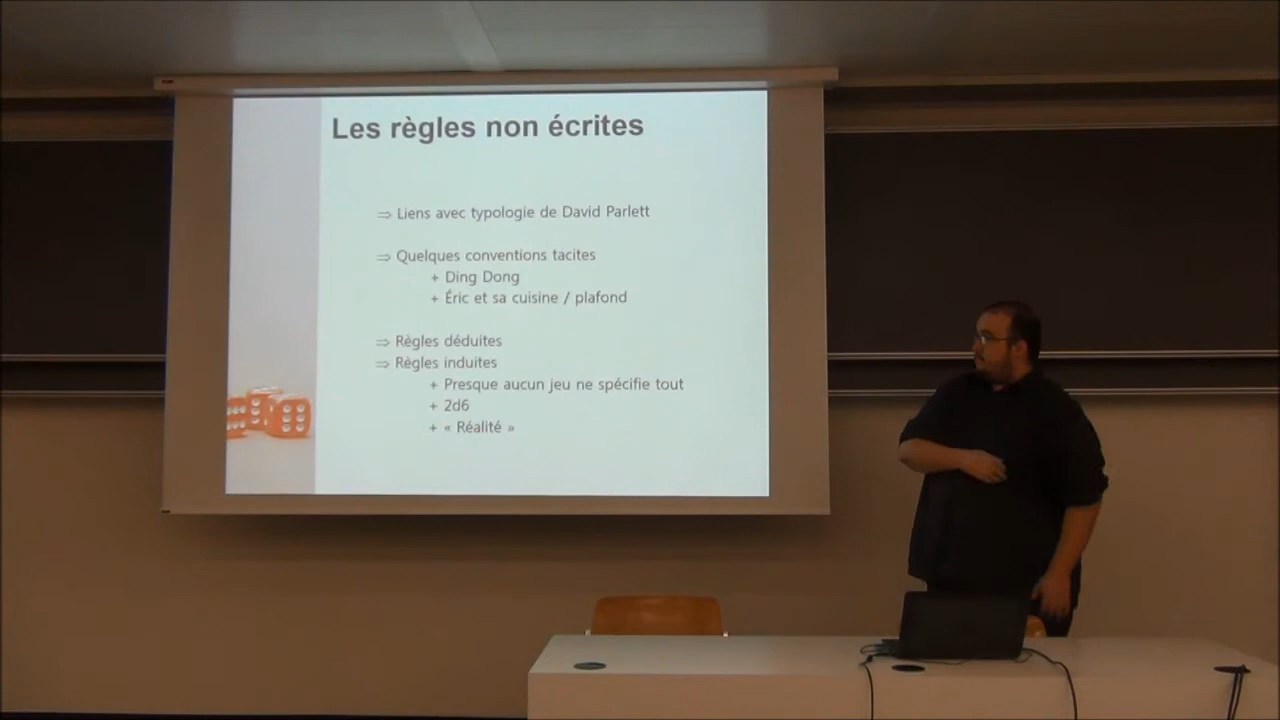 Les règles non écrites
⇒ Liens avec typologie de David Parlett
⇒ Quelques conventions tacites
+ Ding Dong
+ Éric et sa cuisine / plafond
⇒ Règles déduites
⇒ Règles induites
+ Presque aucun jeu ne spécifie tout
+ 2d6
+ « Réalité »